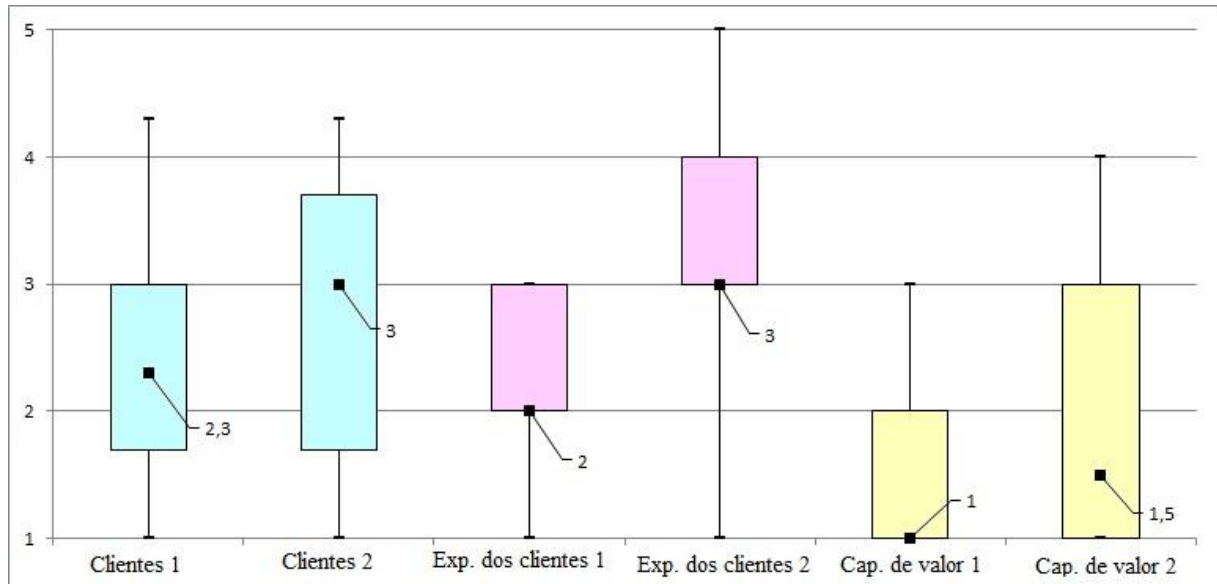 5
4
3
2
1
2,3
3
2
3
1
1,5
Clientes 1
Clientes 2
Exp. dos clientes 1
Exp. dos clientes 2
Cap. de valor 1
Cap. de valor 2